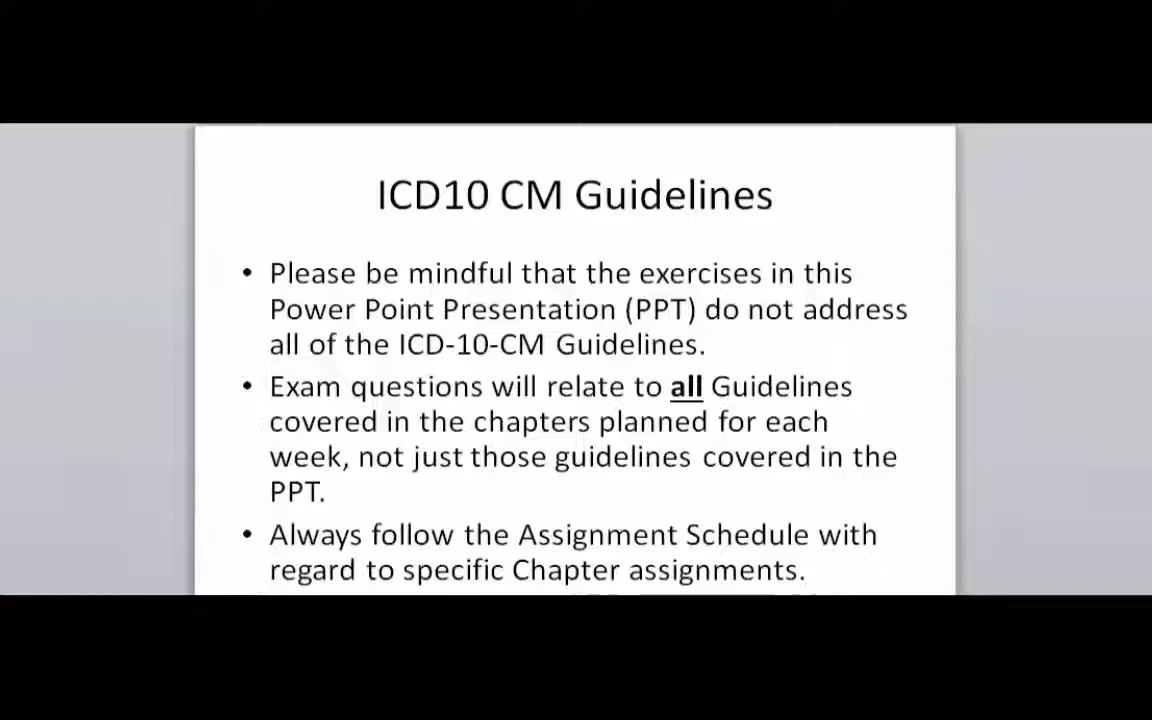 ICD10 CM Guidelines
• Please be mindful that the exercises in this
Power Point Presentation (PPT) do not address
all of the ICD-10-CM Guidelines.
• Exam questions will relate to all Guidelines
covered in the chapters planned for each
week, not just those guidelines covered in the
PPT.
• Always follow the Assignment Schedule with
regard to specific Chapter assignments.